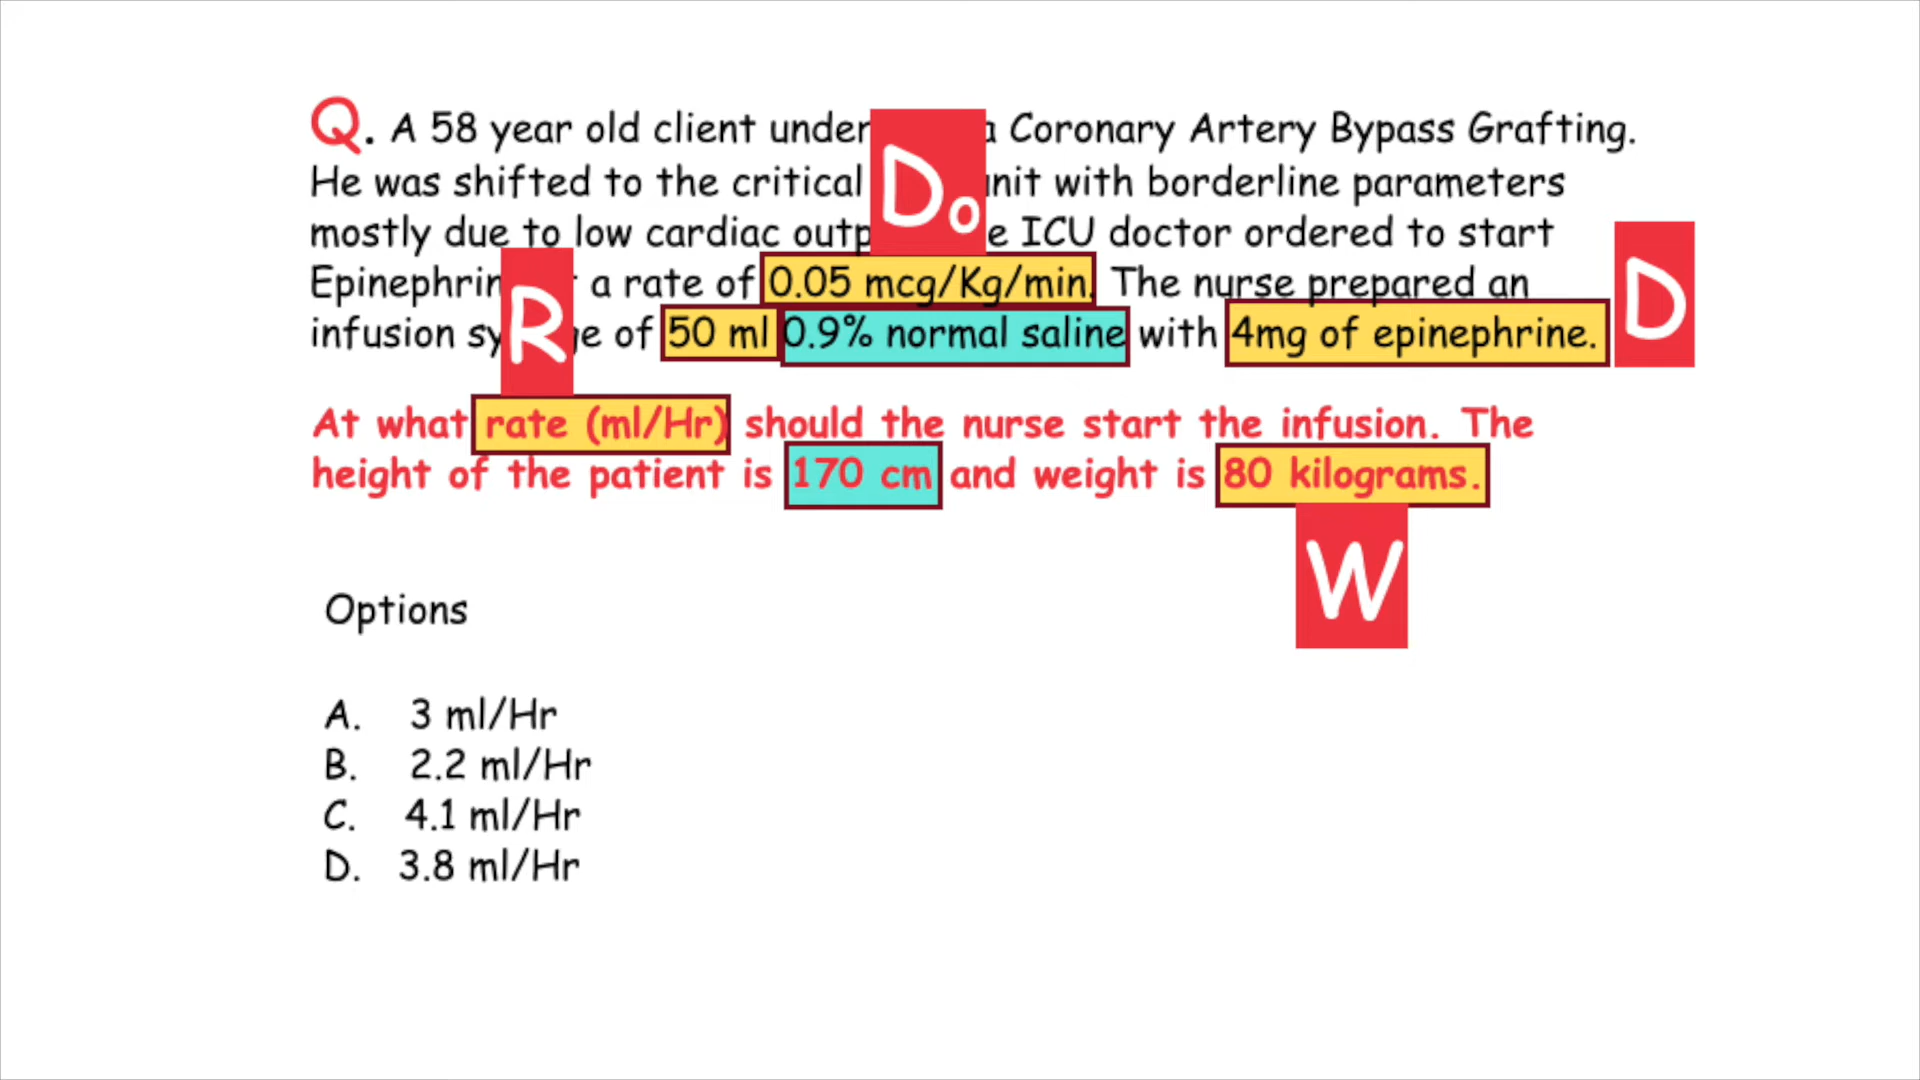 Q. A 58 year old client under a Coronary Artery Bypass Grafting.
He was shifted to the critical unit with borderline parameters
mostly due to low cardiac outp e ICU doctor ordered to start
Epinephrin a rate of 0.05 mcg/Kg/min. The nurse prepared an
infusion sy e of 50 ml 0.9% normal saline with 4mg of epinephrine.
Do
R
D
At what rate (ml/Hr) should the nurse start the infusion. The
height of the patient is 170 cm and weight is 80 kilograms.
W
Options
A. 3 ml/Hr
B. 2.2 ml/Hr
C. 4.1 ml/Hr
D. 3.8 ml/Hr